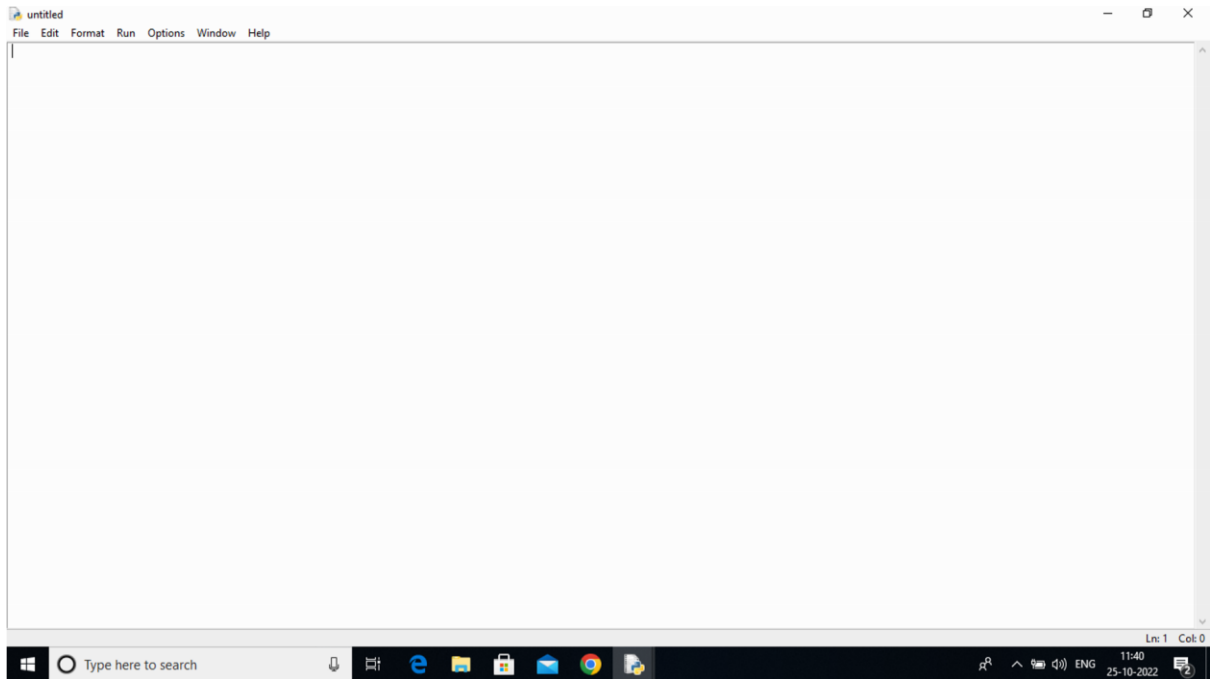 untitled
File Edit Format Run Options Window Help
Ln: 1 Col: 0
Type here to search
ENG
11:40
25-10-2022
2